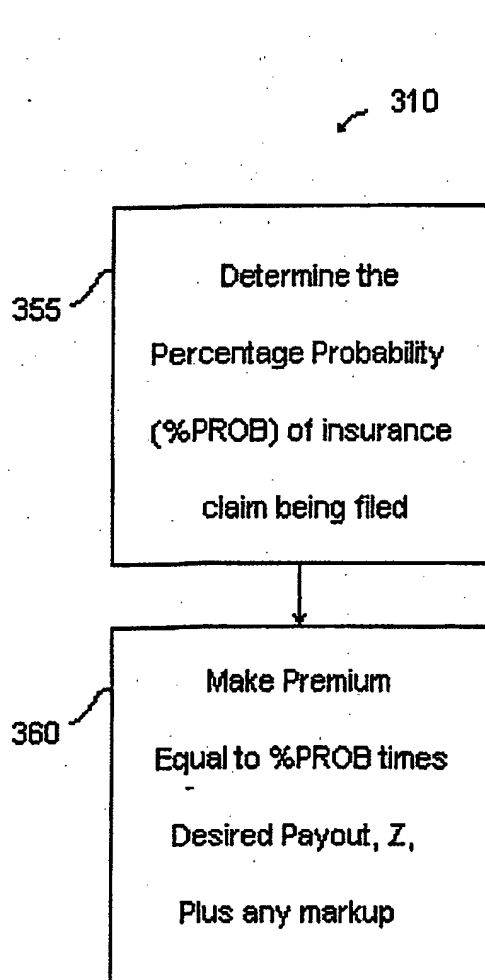 310
355
Determine the
Percentage Probability
(%PROB) of insurance
claim being filed
360
Make Premium
Equal to %PROB times
Desired Payout, Z,
Plus any markup